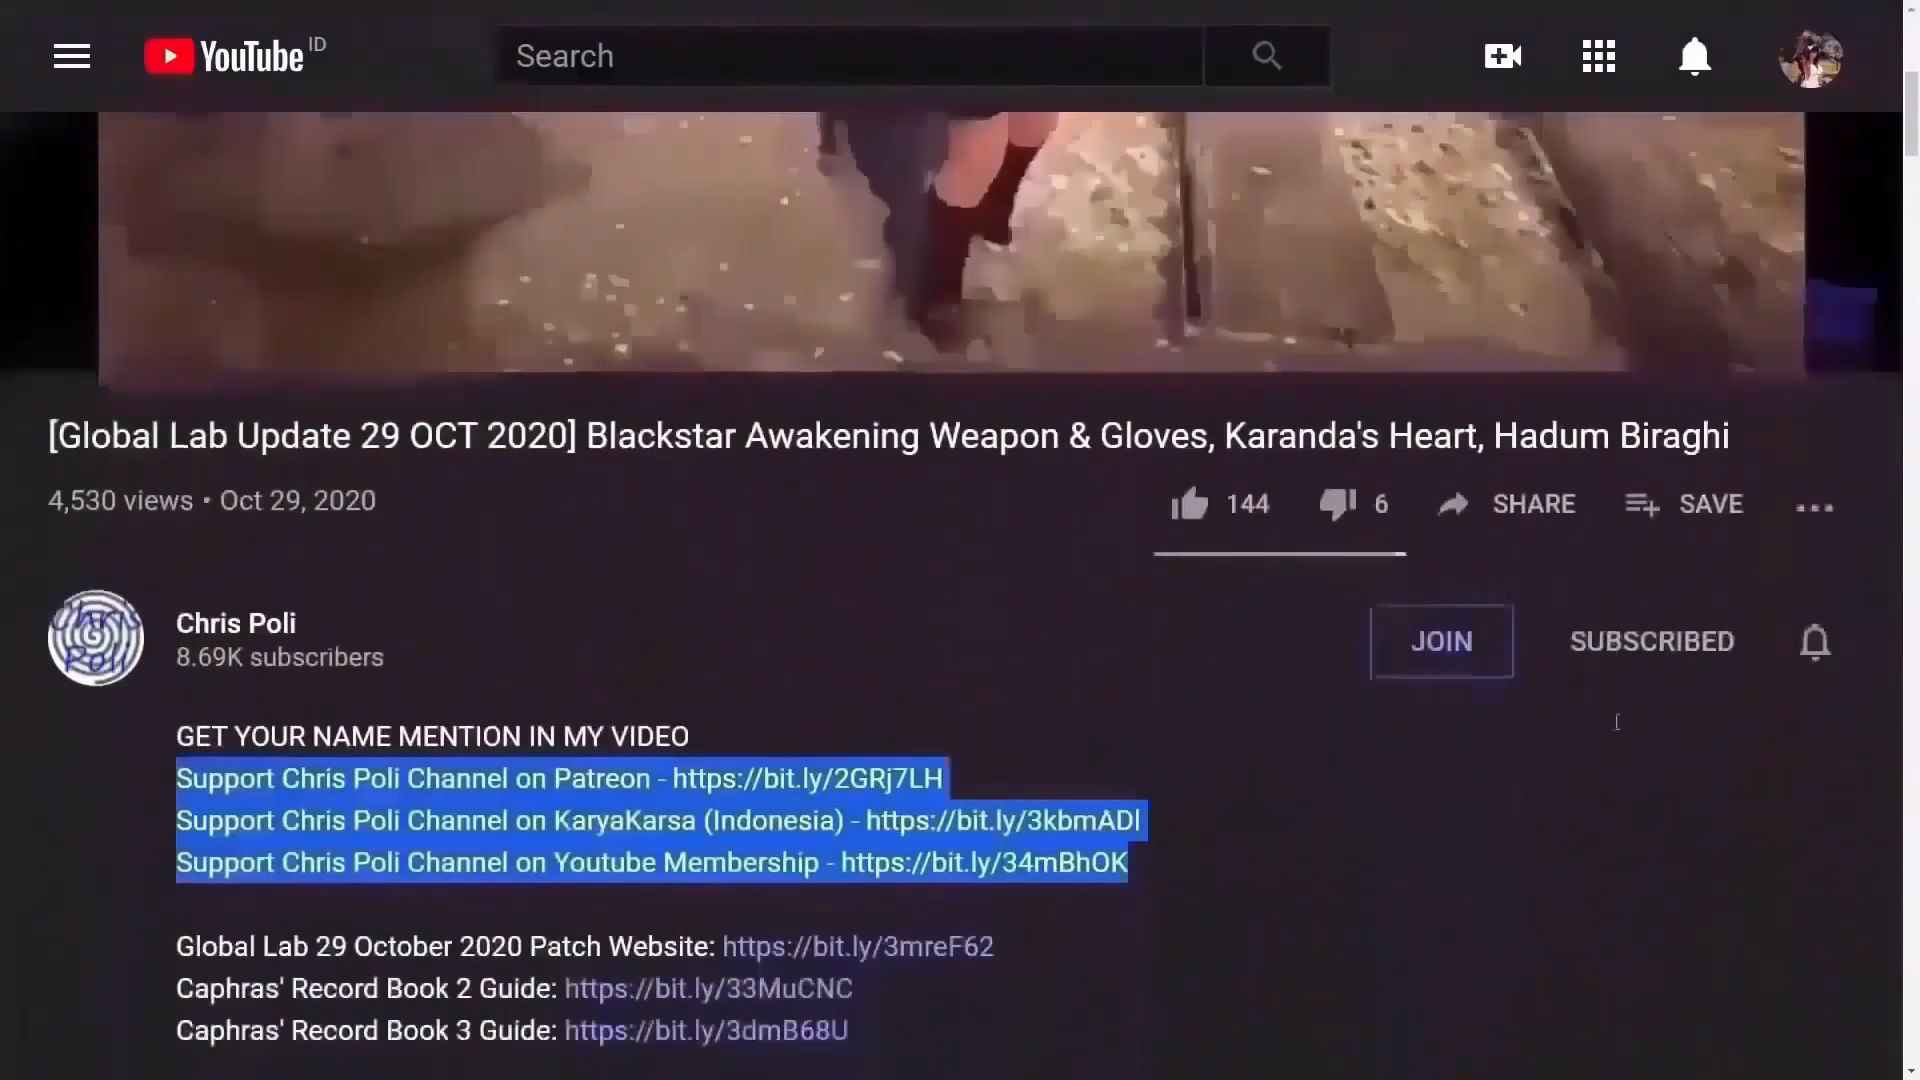 YouTube ID
Search
[Global Lab Update 29 OCT 2020] Blackstar Awakening Weapon & Gloves, Karanda's Heart, Hadum Biraghi
4,530 views • Oct 29, 2020
144 6 SHARE SAVE
Chris Poli
Chris Poli
8.69K subscribers
JOIN SUBSCRIBED
GET YOUR NAME MENTION IN MY VIDEO
Support Chris Poli Channel on Patreon - https://bit.ly/2GRj7LH
Support Chris Poli Channel on KaryaKarsa (Indonesia) - https://bit.ly/3kbmADl
Support Chris Poli Channel on Youtube Membership - https://bit.ly/34mBhOK
Global Lab 29 October 2020 Patch Website: https://bit.ly/3mreF62
Caphras' Record Book 2 Guide: https://bit.ly/33MuCNC
Caphras' Record Book 3 Guide: https://bit.ly/3dmB68U